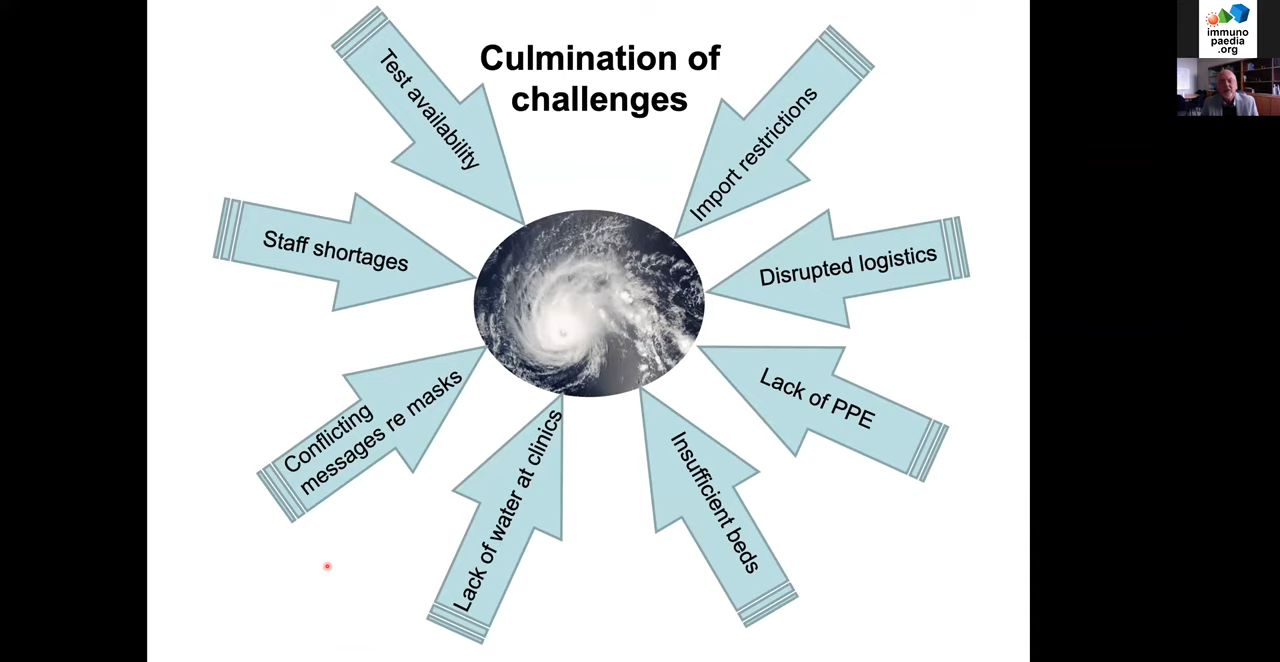 Culmination of
challenges
Test availability
Import restrictions
Staff shortages
Disrupted logistics
Conflicting
messages re masks
Lack of PPE
Lack of water at clinics
Insufficient beds
immuno
paedia
.org